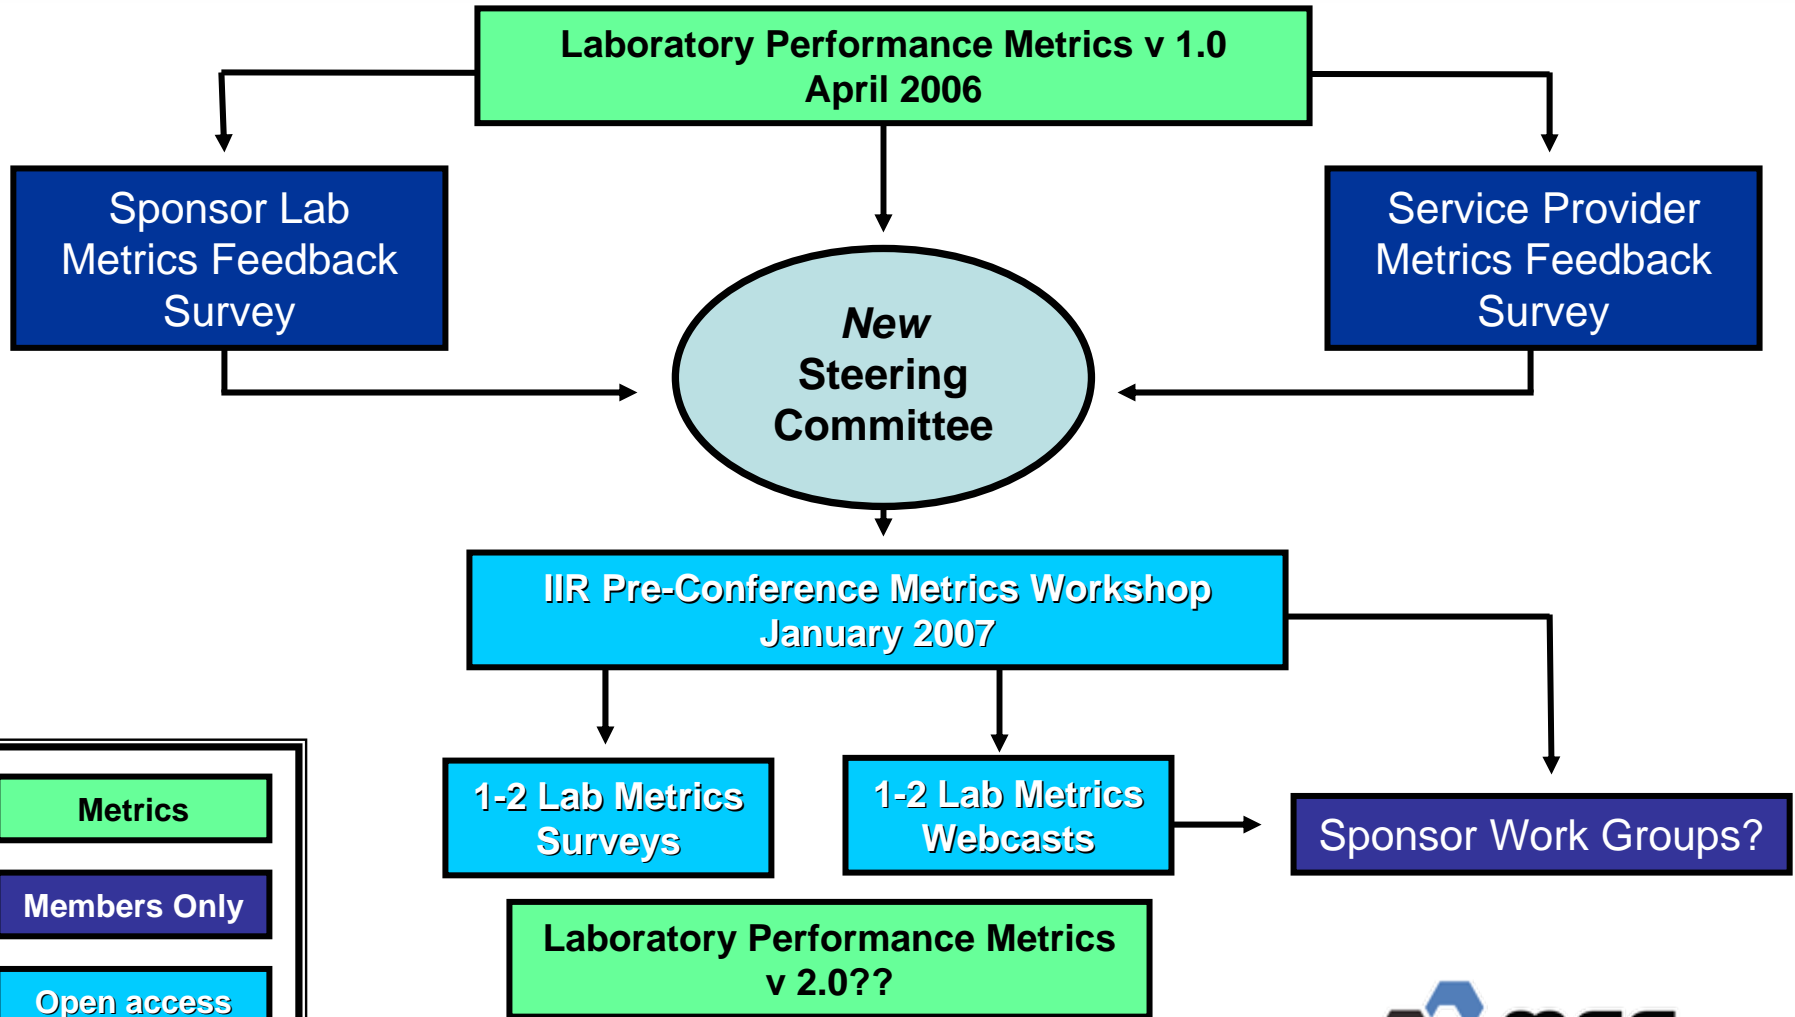 Laboratory Performance Metrics v 1.0
April 2006
Sponsor Lab
Metrics Feedback
Survey
Service Provider
Metrics Feedback
Survey
New
Steering
Committee
IIR Pre-Conference Metrics Workshop
January 2007
1-2 Lab Metrics
Surveys
1-2 Lab Metrics
Webcasts
Sponsor Work Groups?
Laboratory Performance Metrics
v 2.0??
Metrics
Members Only
Open access